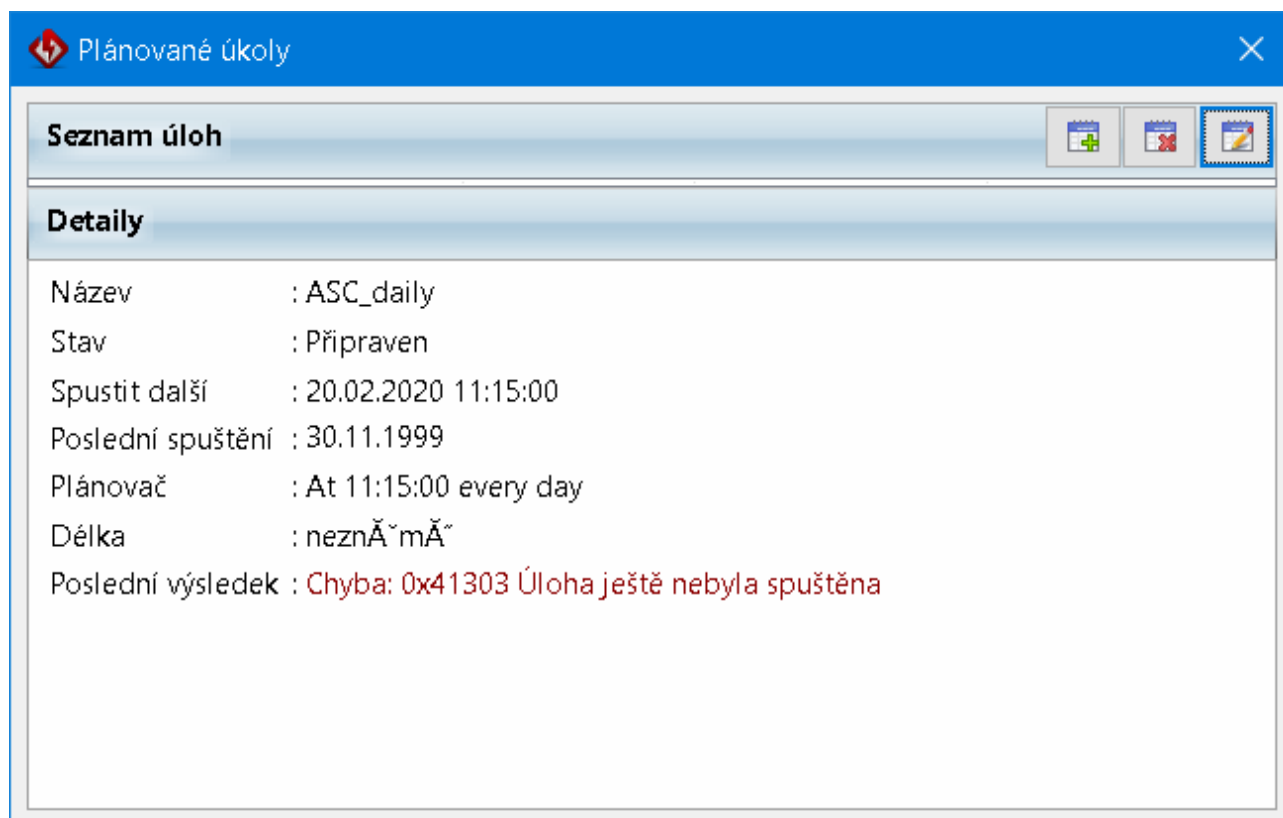 Plánované úkoly
Seznam úloh
Detaily
Název : ASC_daily
Stav : Připraven
Spustit další : 20.02.2020 11:15:00
Poslední spuštění : 30.11.1999
Plánovač : At 11:15:00 every day
Délka : neznĂˇmĂ˝
Poslední výsledek : Chyba: 0x41303 Úloha ještě nebyla spuštěna